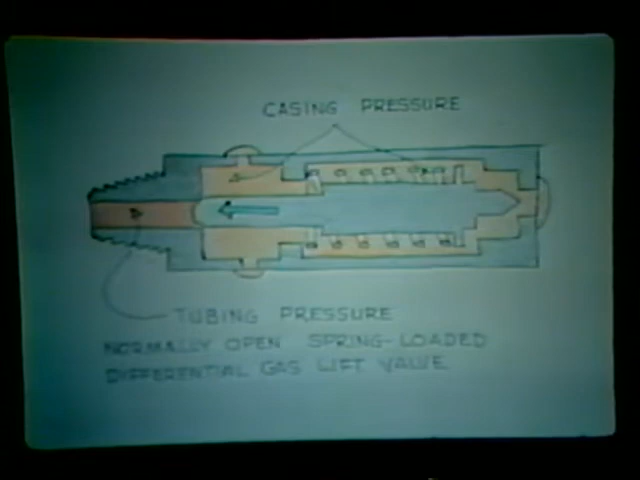 CASING PRESSURE
TUBING PRESSURE
NORMALLY OPEN SPRING-LOADED
DIFFERENTIAL GAS LIFT VALVE